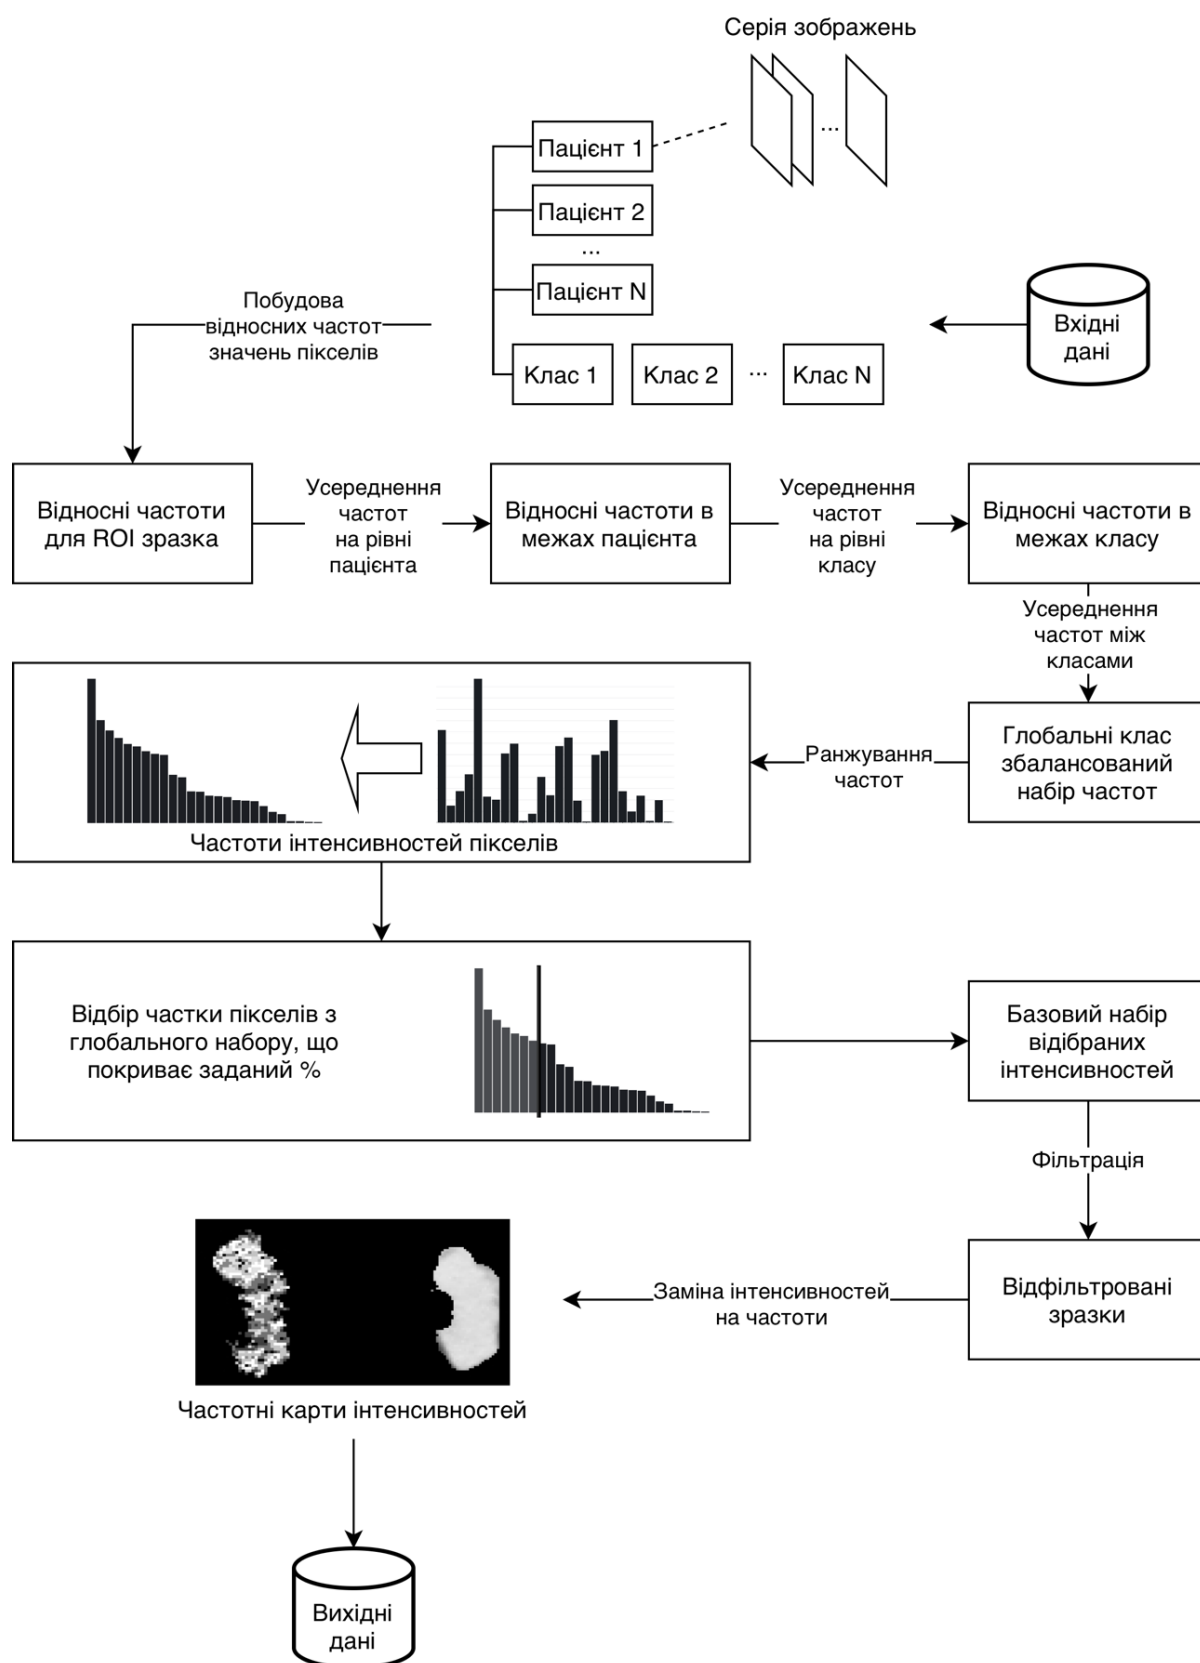 Серія зображень
Пацієнт 1
...
Пацієнт 2
...
Пацієнт N
Вхідні
дані
Побудова
відносних частот
значень пікселів
Клас 1
Клас 2
...
Клас N
Відносні частоти
для ROI зразка
Усереднення
частот
на рівні
пацієнта
Відносні частоти в
межах пацієнта
Усереднення
частот
на рівні
класу
Відносні частоти в
межах класу
Усереднення
частот між
класами
Глобальні клас
збалансований
набір частот
Ранжування
частот
Частоти інтенсивностей пікселів
Відбір частки пікселів з
глобального набору, що
покриває заданий %
Базовий набір
відібраних
інтенсивностей
Фільтрація
Відфільтровані
зразки
Заміна інтенсивностей
на частоти
Частотні карти інтенсивностей
Вихідні
дані